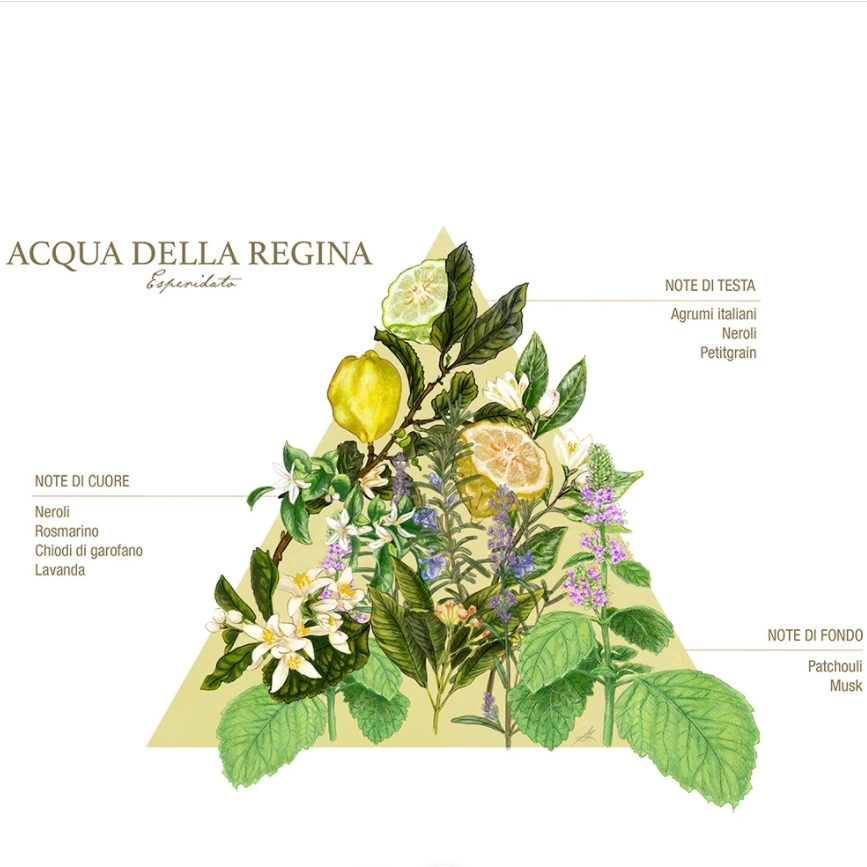 ACQUA DELLA REGINA
Esperidato
NOTE DI TESTA
Agrumi italiani
Neroli
Petitgrain
NOTE DI CUORE
Neroli
Rosmarino
Chiodi di garofano
Lavanda
NOTE DI FONDO
Patchouli
Musk